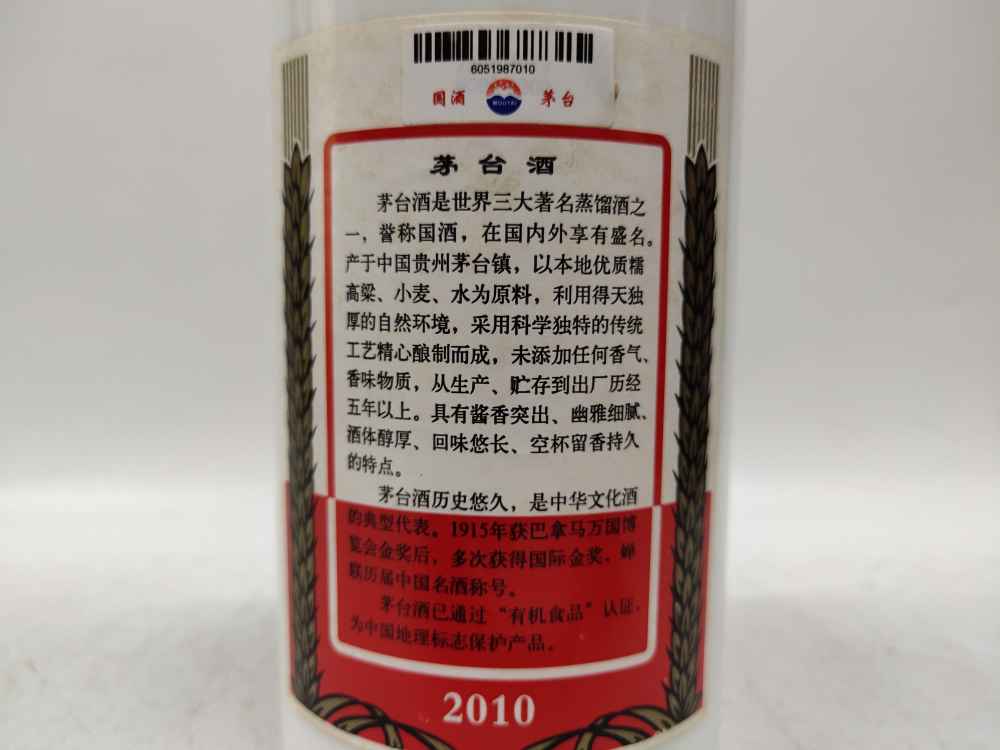 6051987010
国酒 MOUTAI 茅台
茅台酒
茅台酒是世界三大著名蒸馏酒之
一，誉称国酒，在国内外享有盛名。
产于中国贵州茅台镇，以本地优质糯
高粱、小麦、水为原料，利用得天独
厚的自然环境，采用科学独特的传统
工艺精心酿制而成，未添加任何香气、
香味物质，从生产、贮存到出厂历经
五年以上。具有酱香突出、幽雅细腻、
酒体醇厚、回味悠长、空杯留香持久
的特点。
茅台酒历史悠久，是中华文化酒
的典型代表。1915年获巴拿马万国博
览会金奖后，多次获得国际金奖，蝉
联历届中国名酒称号。
茅台酒已通过“有机食品”认证，
为中国地理标志保护产品。
2010